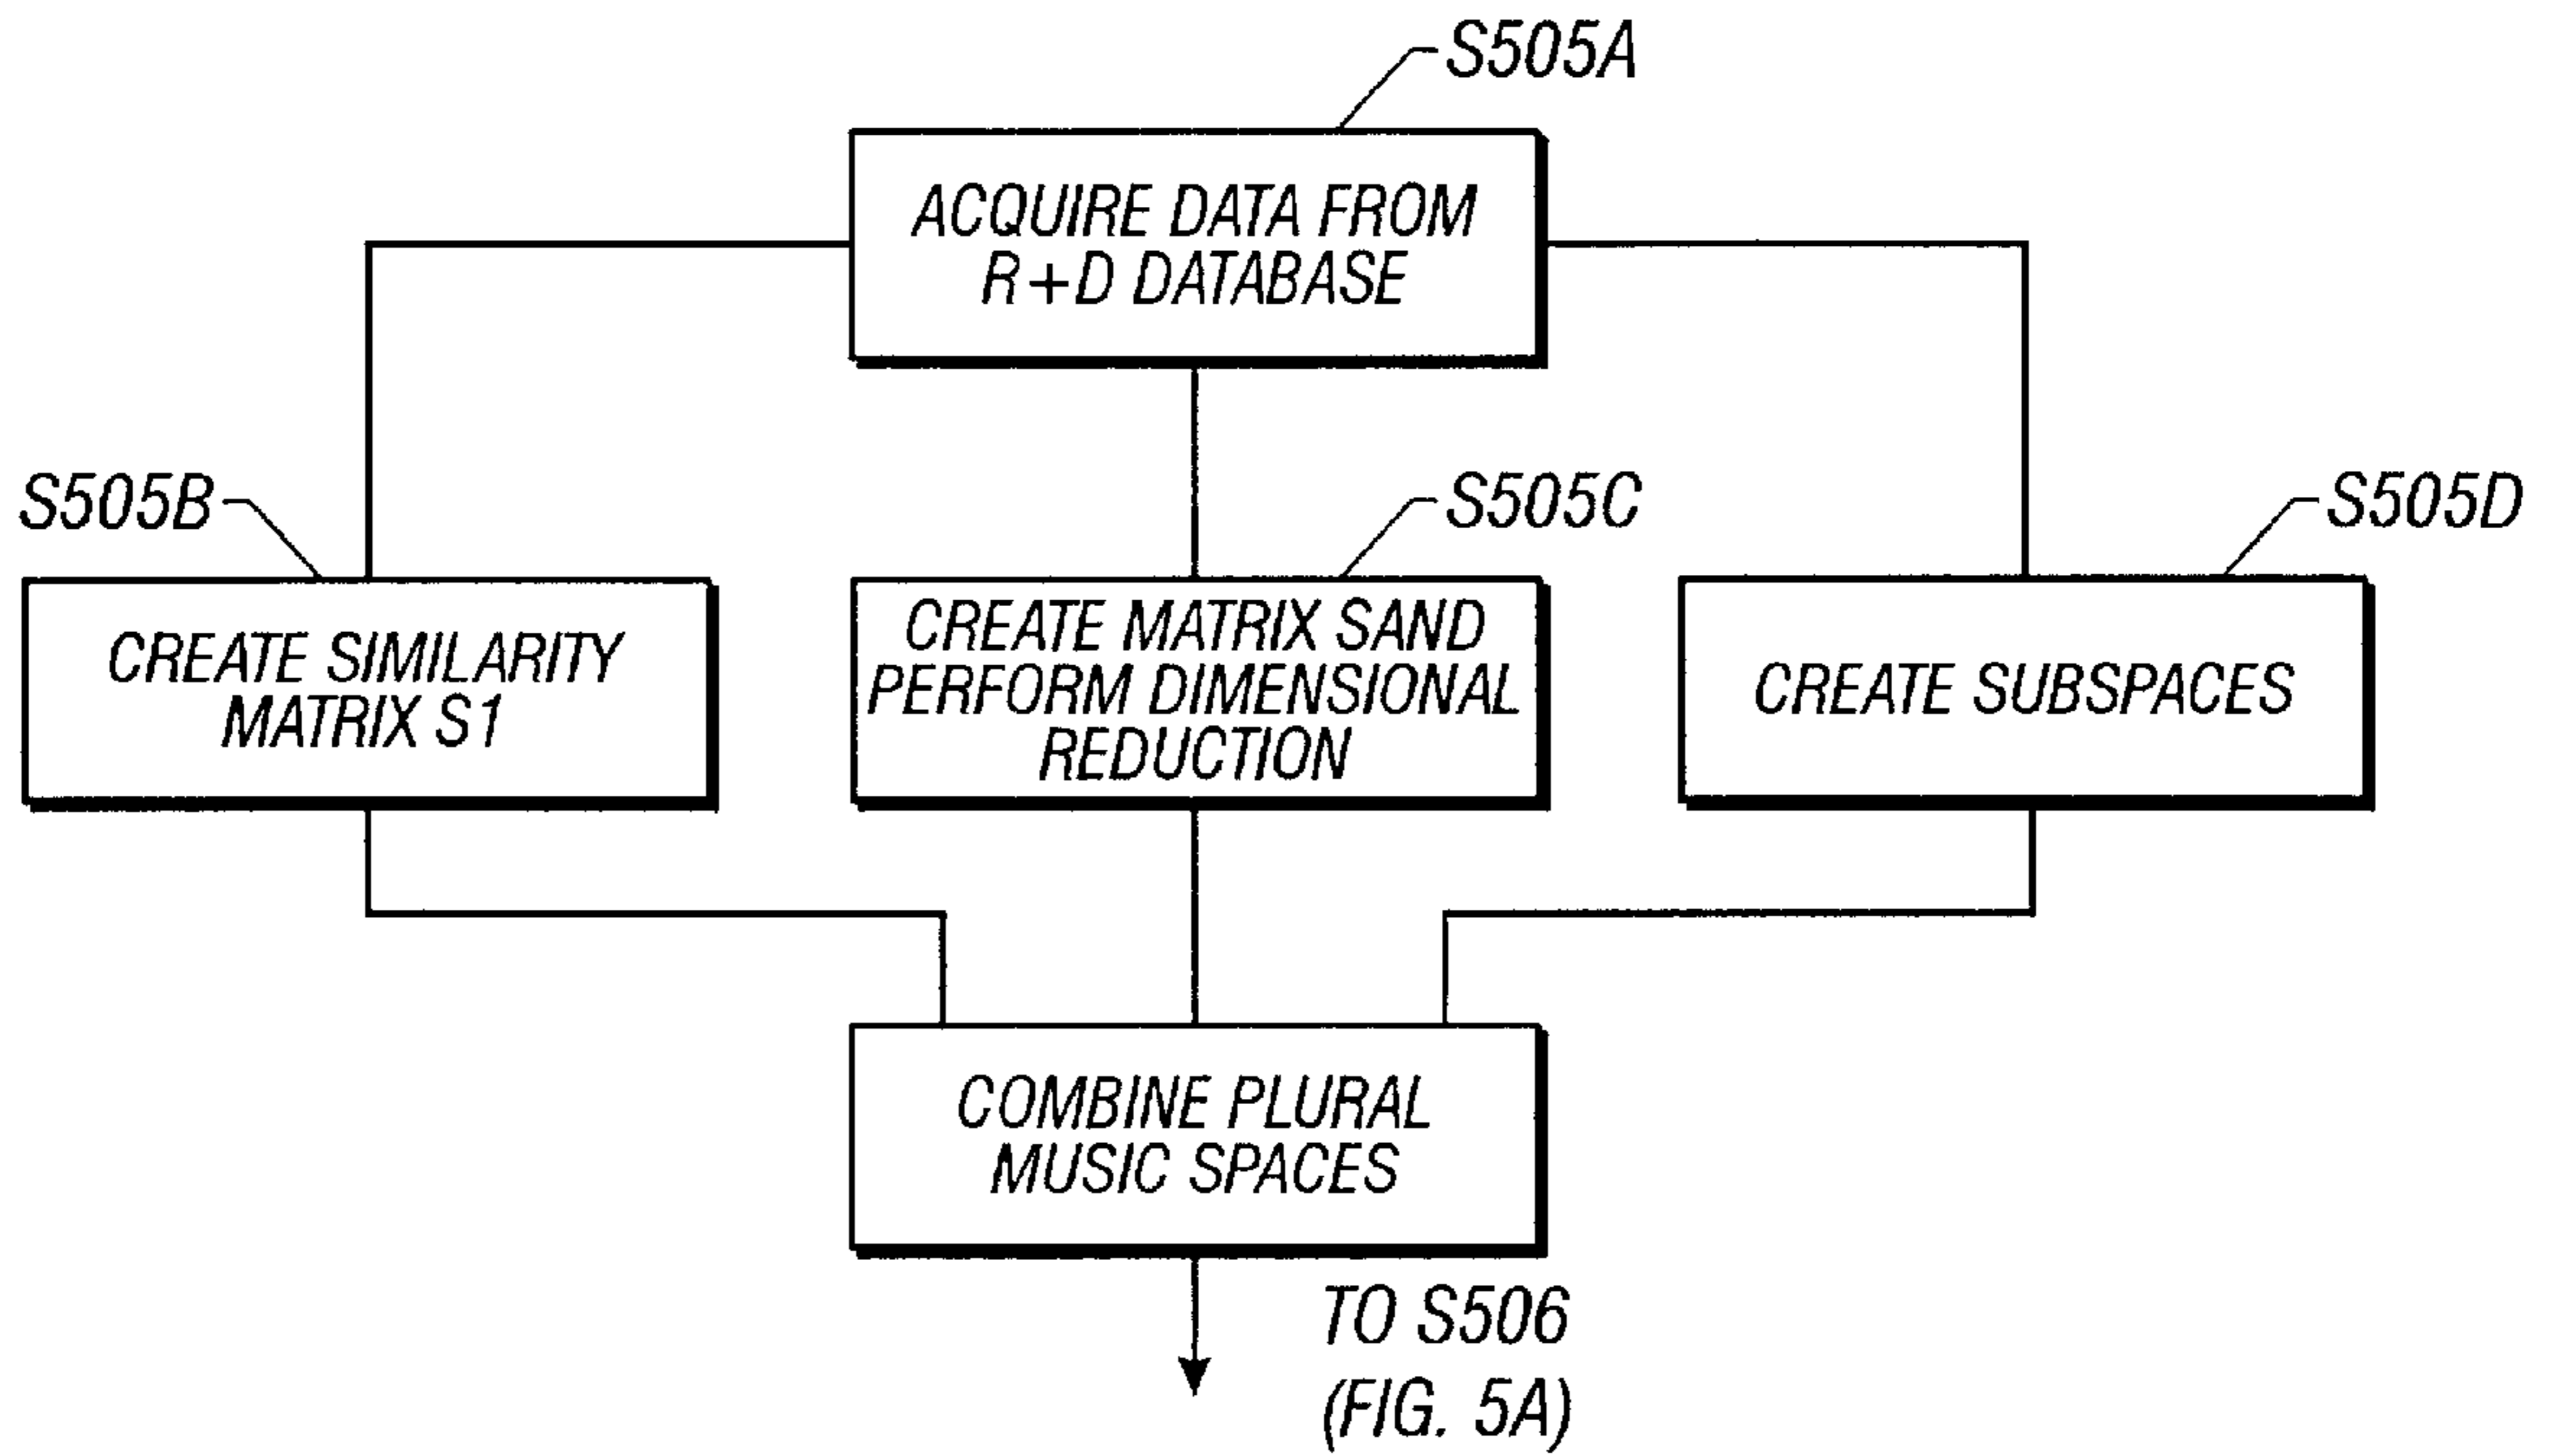 S505A
ACQUIRE DATA FROM
R+D DATABASE
S505B
S505C
S505D
CREATE SIMILARITY
MATRIX S1
CREATE MATRIX SAND
PERFORM DIMENSIONAL
REDUCTION
CREATE SUBSPACES
COMBINE PLURAL
MUSIC SPACES
TO S506
(FIG. 5A)